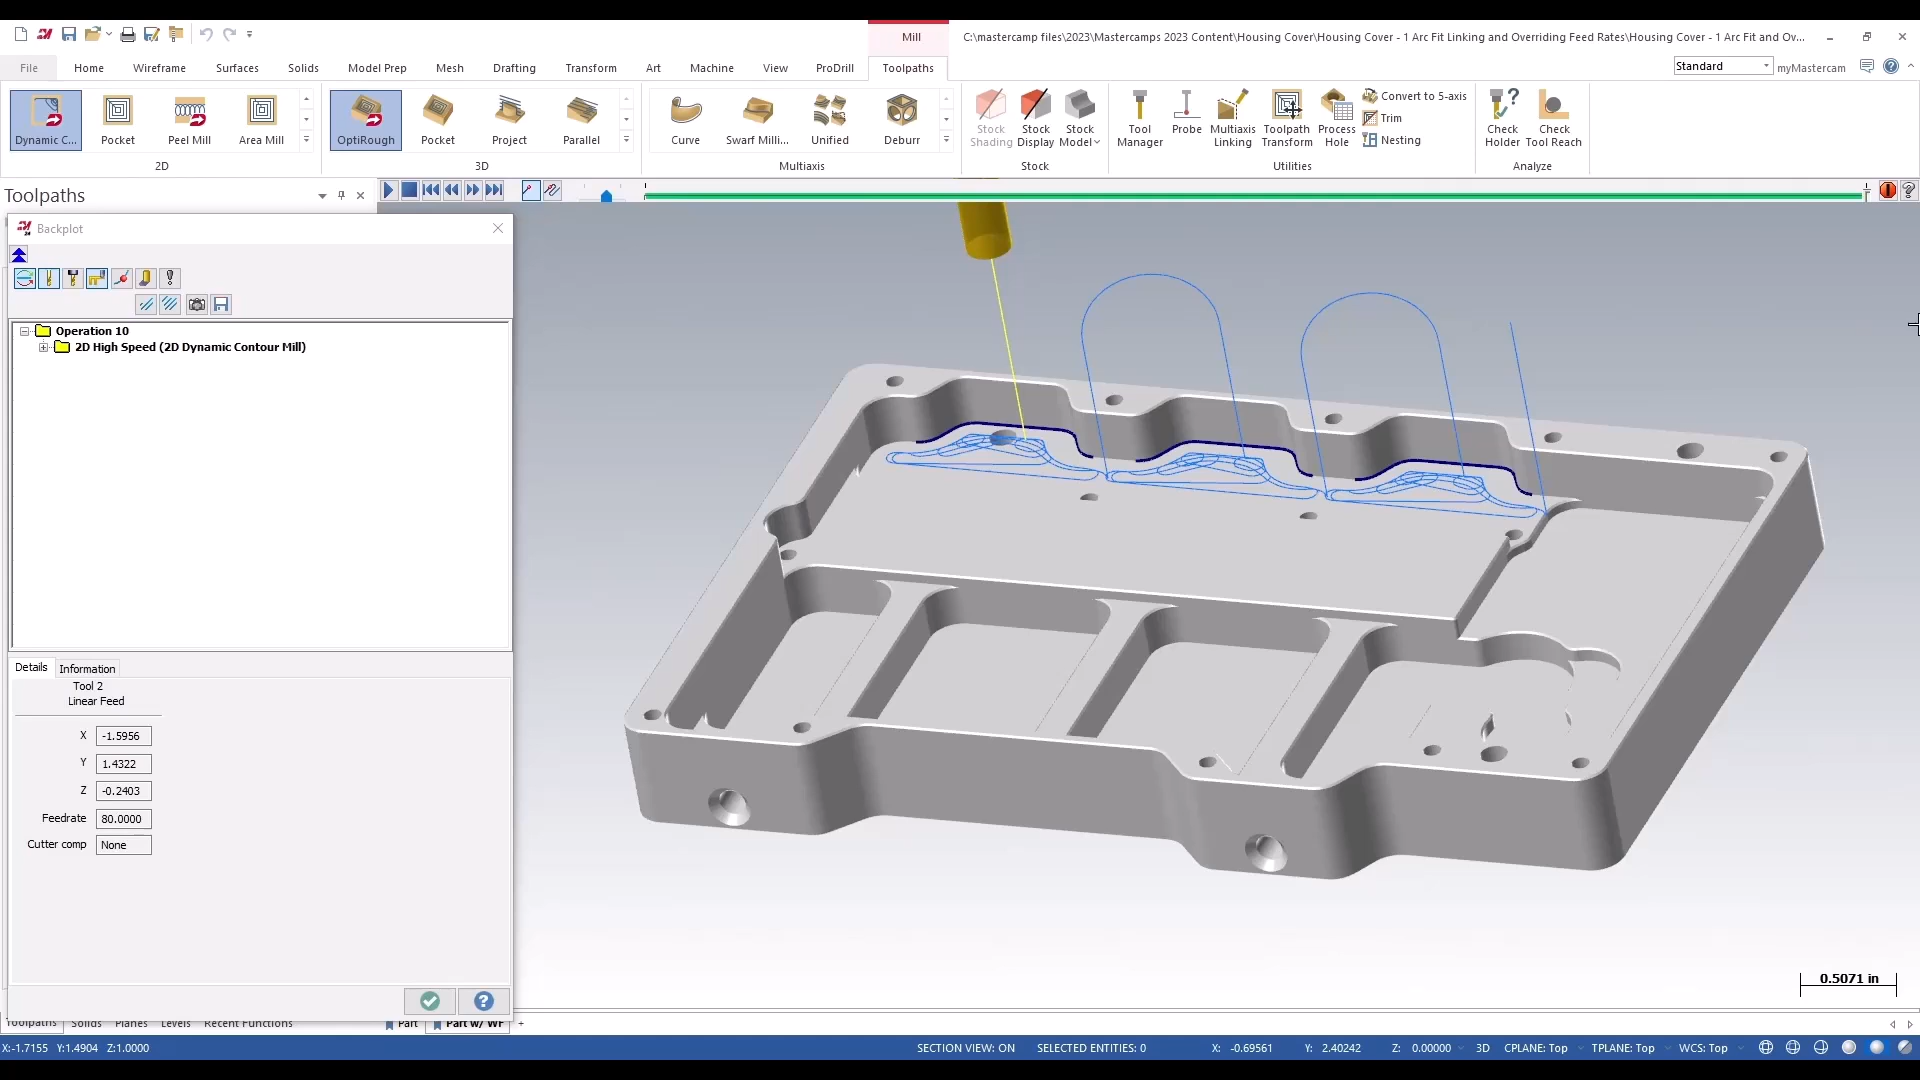 Mill
C:\mastercamp files\2023\Mastercamps 2023 Content\Housing Cover\Housing Cover - 1 Arc Fit Linking and Overriding Feed Rates\Housing Cover - 1 Arc Fit and Ov...
File Home Wireframe Surfaces Solids Model Prep Mesh Drafting Transform Art Machine View ProDrill Toolpaths
Standard myMastercam
Dynamic C... Pocket Peel Mill Area Mill
2D
OptiRough Pocket Project Parallel
3D
Curve Swarf Milli... Unified Deburr
Multiaxis
Stock Shading Stock Display Stock Model
Stock
Tool Manager Probe Multiaxis Linking Toolpath Transform Process Hole
Convert to 5-axis
Trim
Nesting
Utilities
Check Holder Check Tool Reach
Analyze
Toolpaths
Backplot
Operation 10
2D High Speed (2D Dynamic Contour Mill)
Details Information
Tool 2
Linear Feed
X -1.5956
Y 1.4322
Z -0.2403
Feedrate 80.0000
Cutter comp None
0.5071 in
Toolpaths Solids Planes Levels Recent Functions Part Part w/ WF +
X:-1.7155 Y:1.4904 Z:1.0000 SECTION VIEW: ON SELECTED ENTITIES: 0 X: -0.69561 Y: 2.40242 Z: 0.00000 3D CPLANE: Top TPLANE: Top WCS: Top